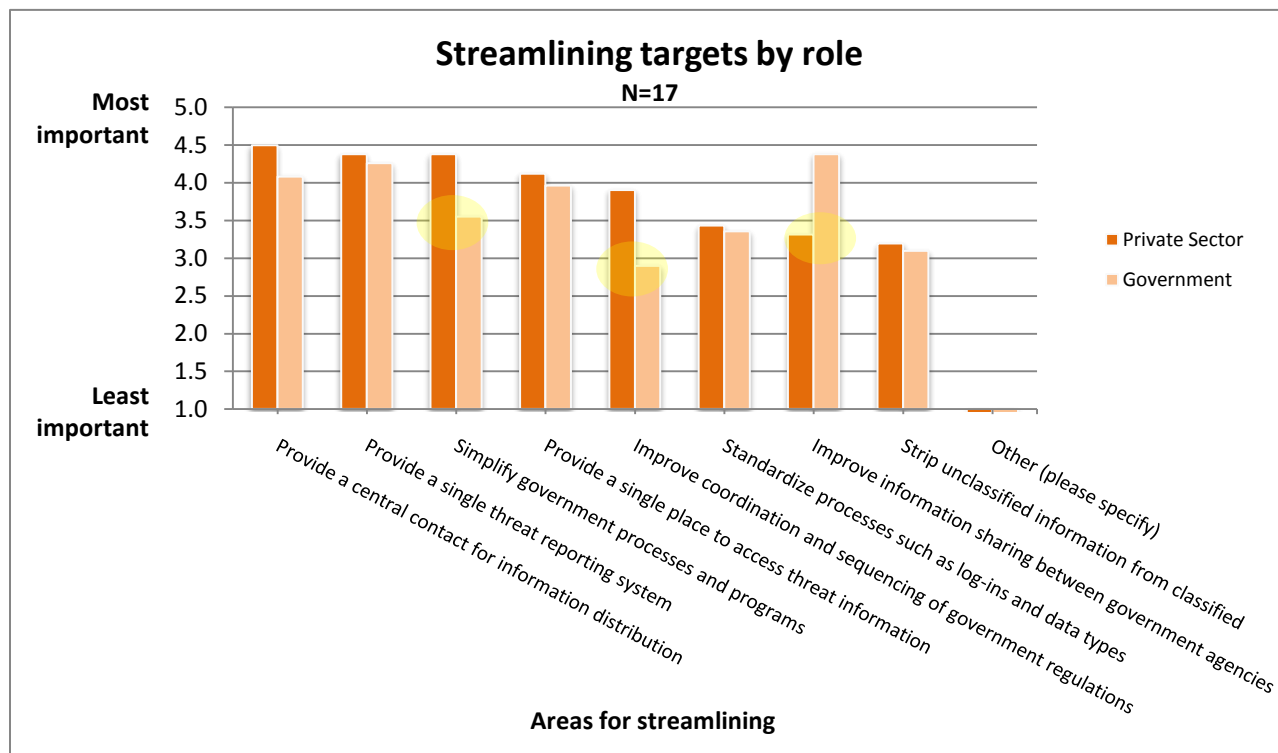 Streamlining targets by role
N=17
Most
important
5.0
4.5
4.0
3.5
3.0
2.5
2.0
1.5
1.0
Least
important
Private Sector
Government
Provide a central contact for information distribution
Provide a single threat reporting system
Simplify government processes and programs
Provide a single place to access threat information
Improve coordination and sequencing of government regulations
Standardize processes such as log-ins and data types
Improve information sharing between government agencies
Strip unclassified information from classified
Other (please specify)
Areas for streamlining